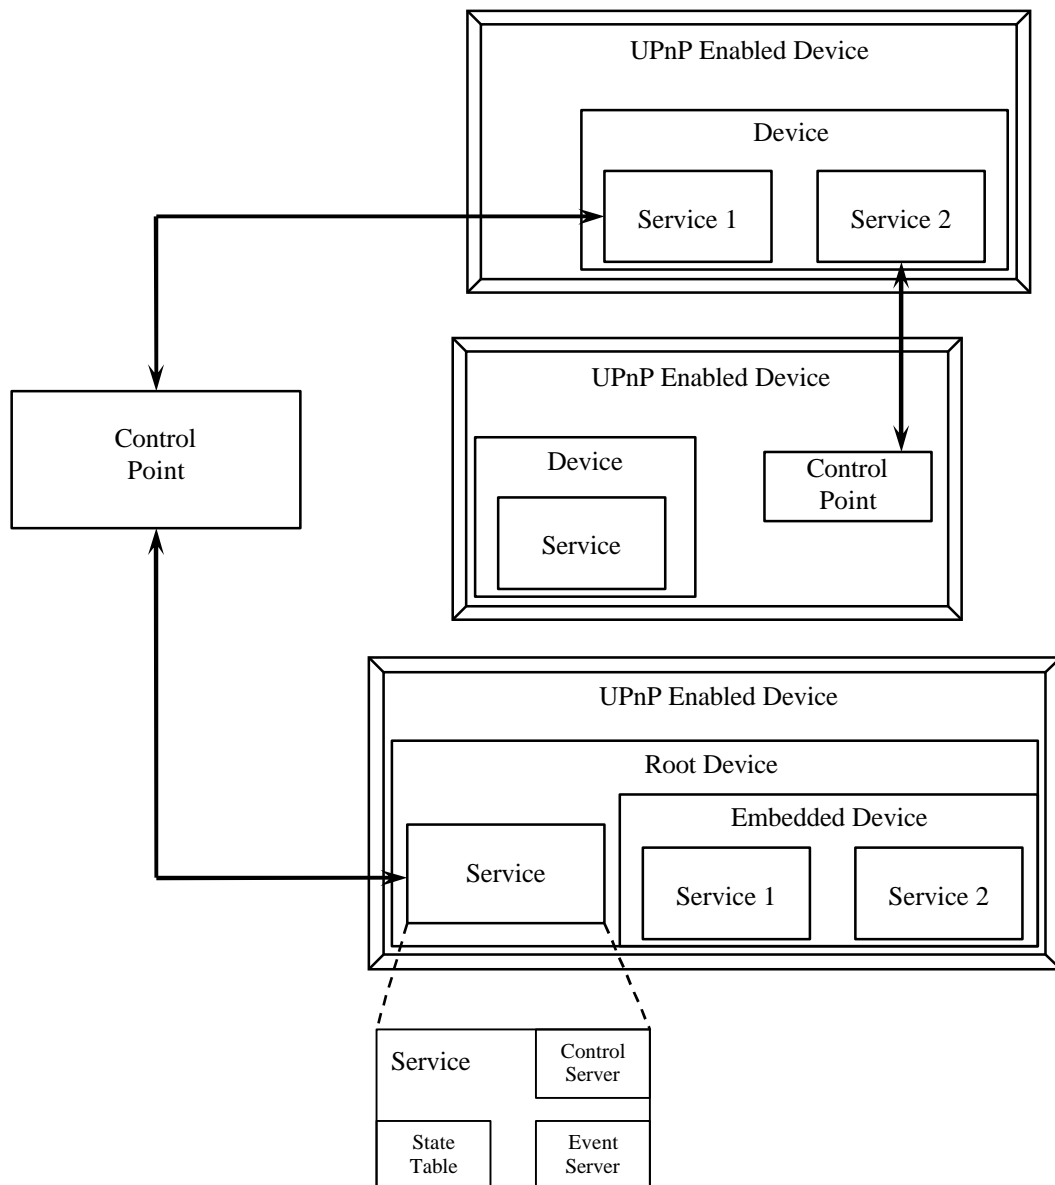 UPnP Enabled Device
Device
Service 1
Service 2
UPnP Enabled Device
Control
Point
Device
Control
Point
Service
UPnP Enabled Device
Root Device
Embedded Device
Service
Service 1
Service 2
Service
Control
Server
State
Table
Event
Server